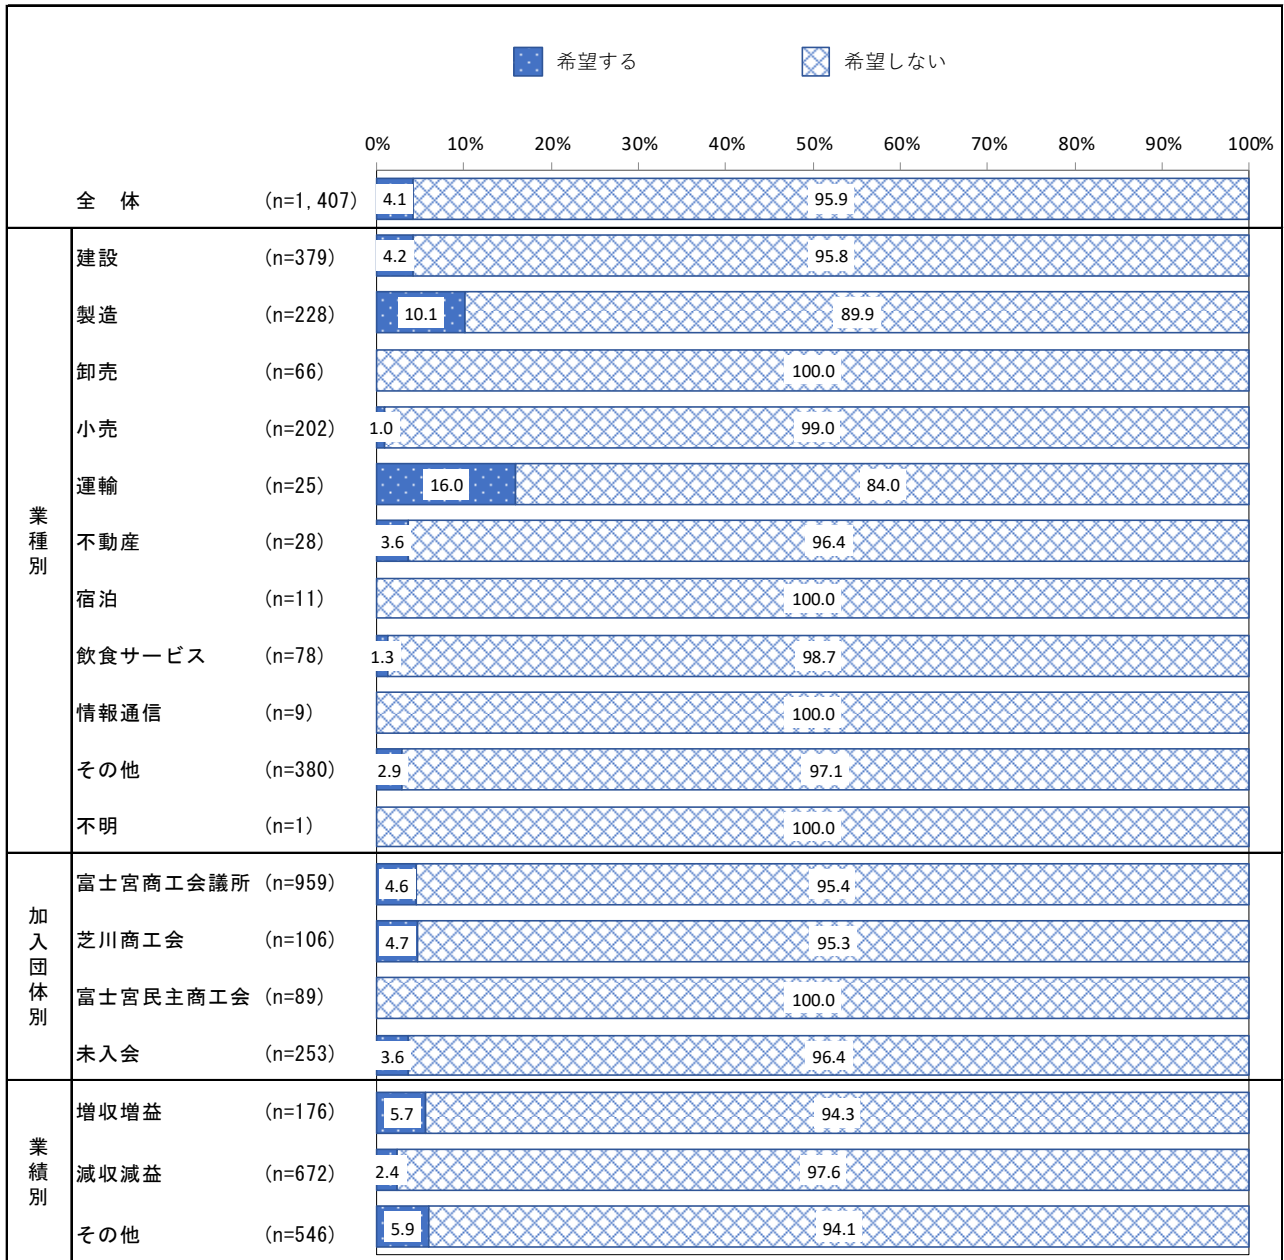 希望する 希望しない
0% 10% 20% 30% 40% 50% 60% 70% 80% 90% 100%
全 体 (n=1,407) 4.1 95.9
業種別
建設 (n=379) 4.2 95.8
製造 (n=228) 10.1 89.9
卸売 (n=66) 100.0
小売 (n=202) 1.0 99.0
運輸 (n=25) 16.0 84.0
不動産 (n=28) 3.6 96.4
宿泊 (n=11) 100.0
飲食サービス (n=78) 1.3 98.7
情報通信 (n=9) 100.0
その他 (n=380) 2.9 97.1
不明 (n=1) 100.0
加入団体別
富士宮商工会議所 (n=959) 4.6 95.4
芝川商工会 (n=106) 4.7 95.3
富士宮民主商工会 (n=89) 100.0
未入会 (n=253) 3.6 96.4
業績別
増収増益 (n=176) 5.7 94.3
減収減益 (n=672) 2.4 97.6
その他 (n=546) 5.9 94.1